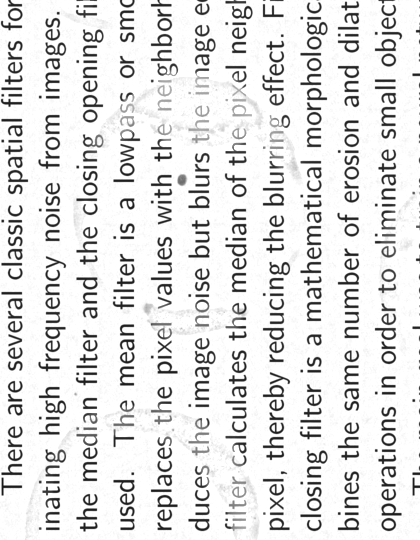 There are several classic spatial filters for
inating high frequency noise from images.
the median filter and the closing opening fil
used. The mean filter is a lowpass or smo
replaces the pixel values with the neighborh
duces the image noise but blurs the image e
filter calculates the median of the pixel neigh
pixel, thereby reducing the blurring effect. Fi
closing filter is a mathematical morphologic
bines the same number of erosion and dilat
operations in order to eliminate small object